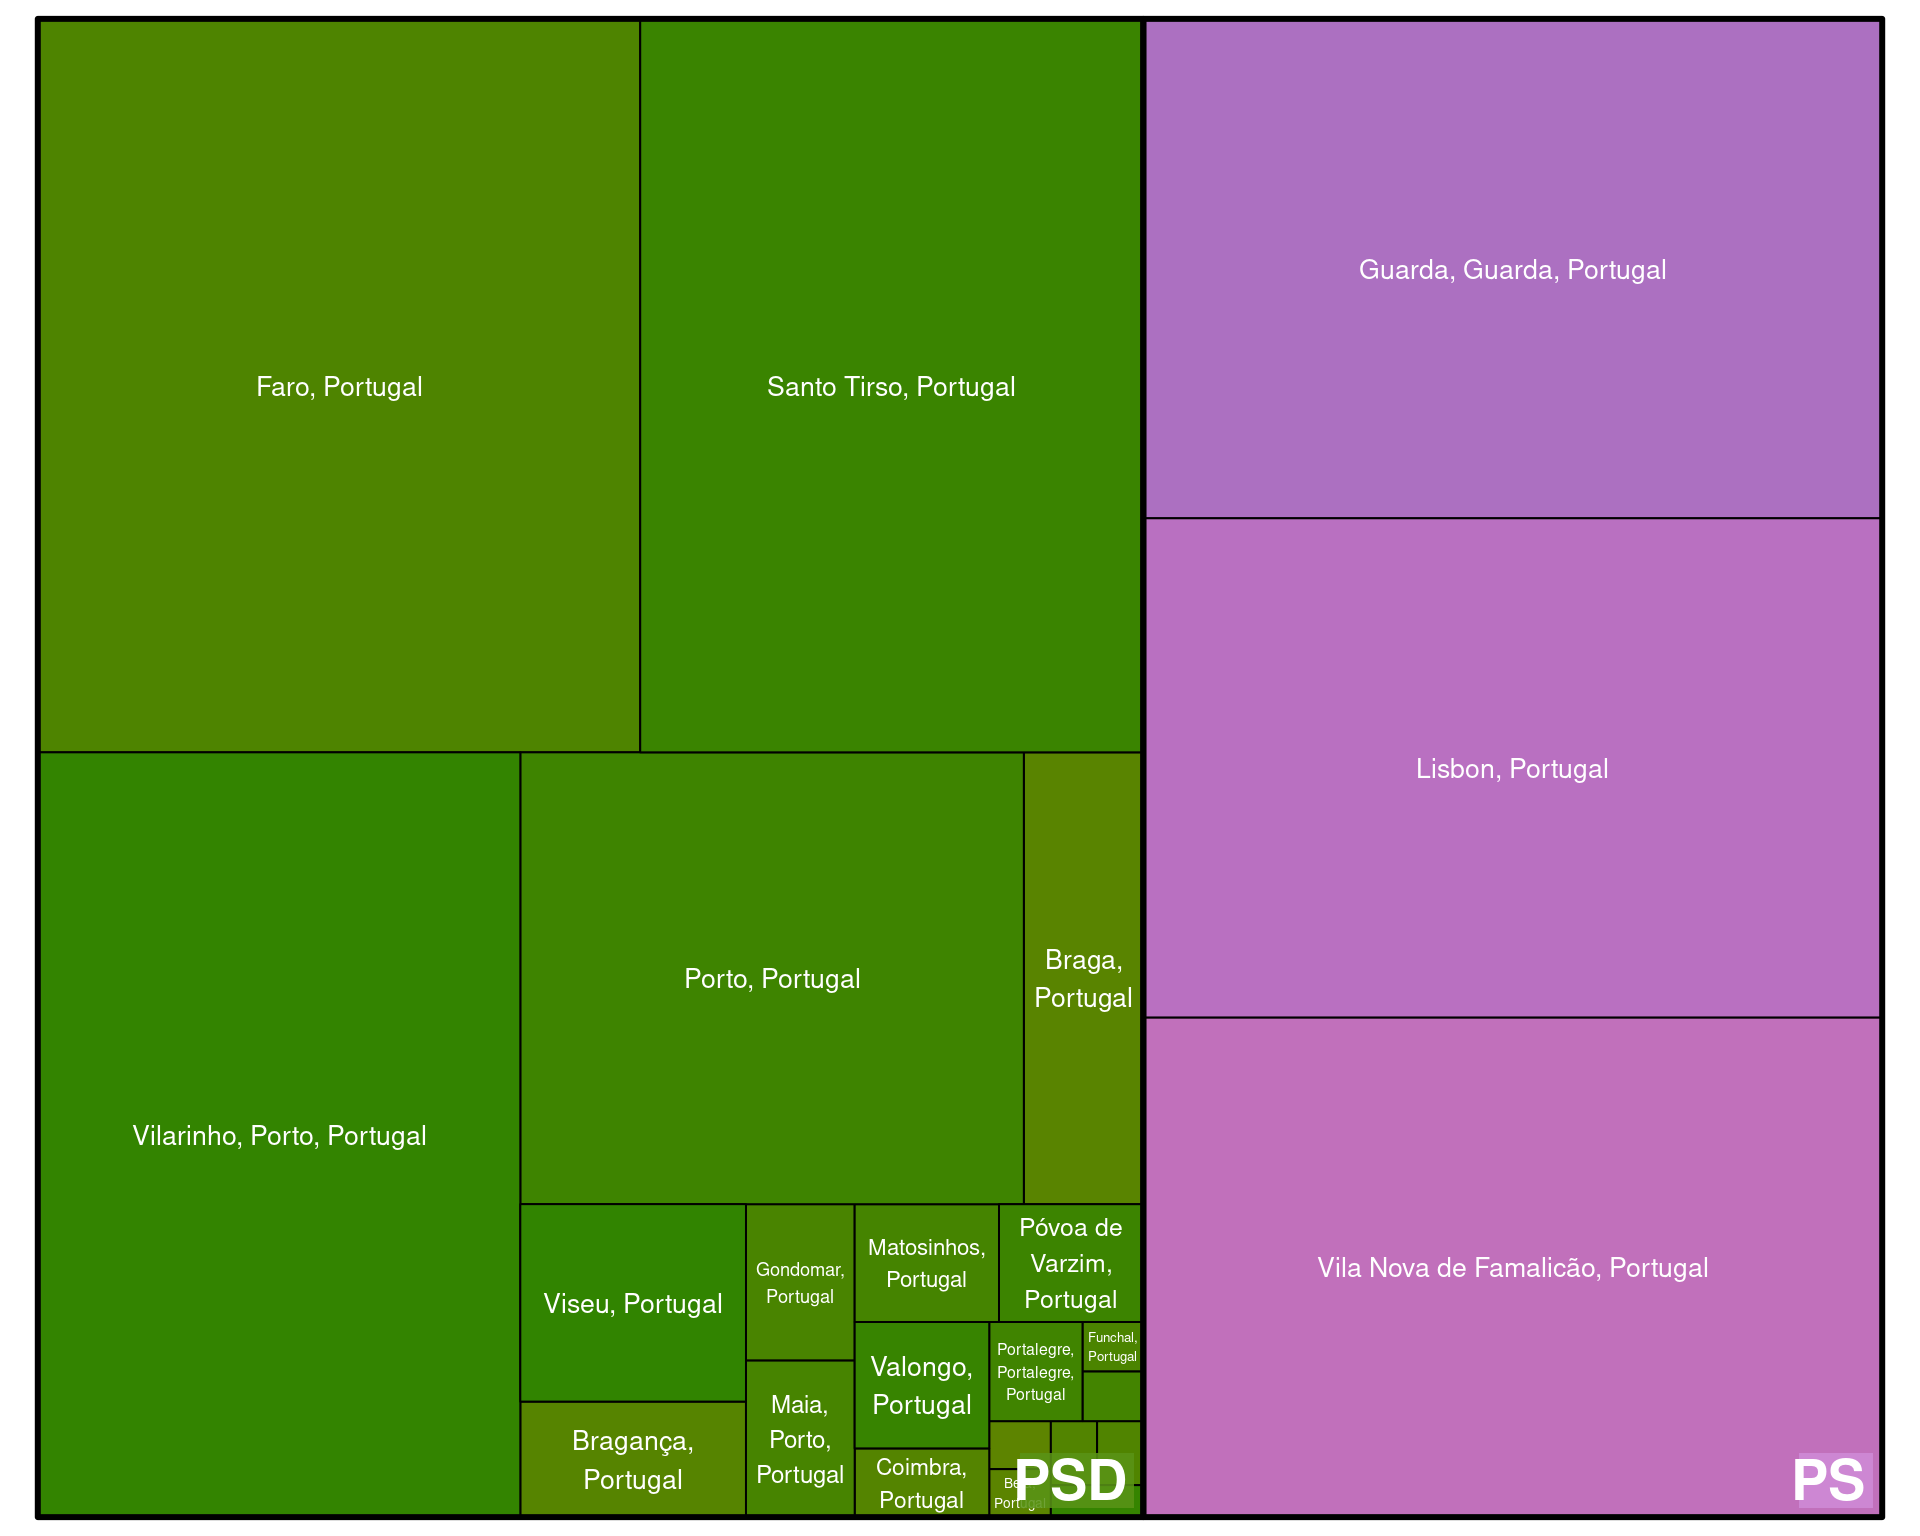 Faro, Portugal
Santo Tirso, Portugal
Guarda, Guarda, Portugal
Lisbon, Portugal
Vilarinho, Porto, Portugal
Porto, Portugal
Braga,
Portugal
Vila Nova de Famalicão, Portugal
Viseu, Portugal
Gondomar,
Portugal
Matosinhos,
Portugal
Póvoa de
Varzim,
Portugal
Bragança,
Portugal
Maia,
Porto,
Portugal
Valongo,
Portugal
Portalegre,
Portalegre,
Portugal
Funchal,
Portugal
Coimbra,
Portugal
Portugal
PSD
PS